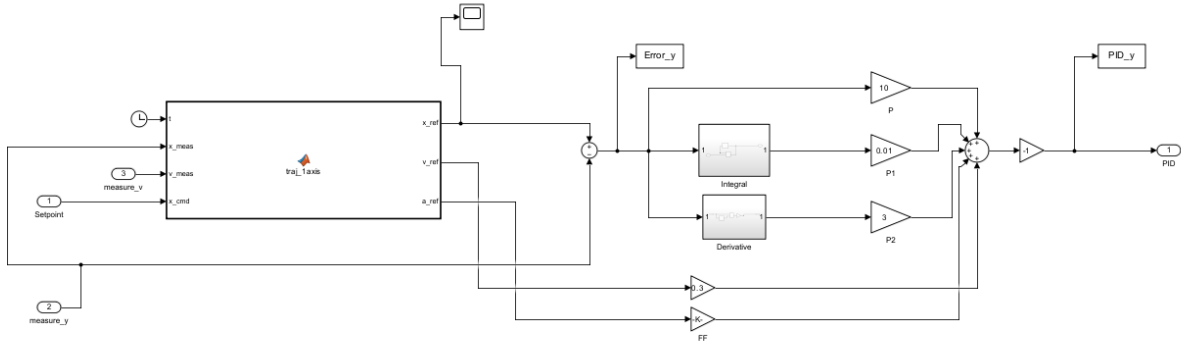 Error_y
PID_y
t
x_meas
v_meas
x_cmd
traj_1axis
x_ref
v_ref
a_ref
3
measure_v
1
Setpoint
2
measure_y
+
−
10
P
1
1
Integral
0.01
P1
1
1
Derivative
3
P2
0.3
-K-
FF
+
+
+
+
+
-1
1
PID